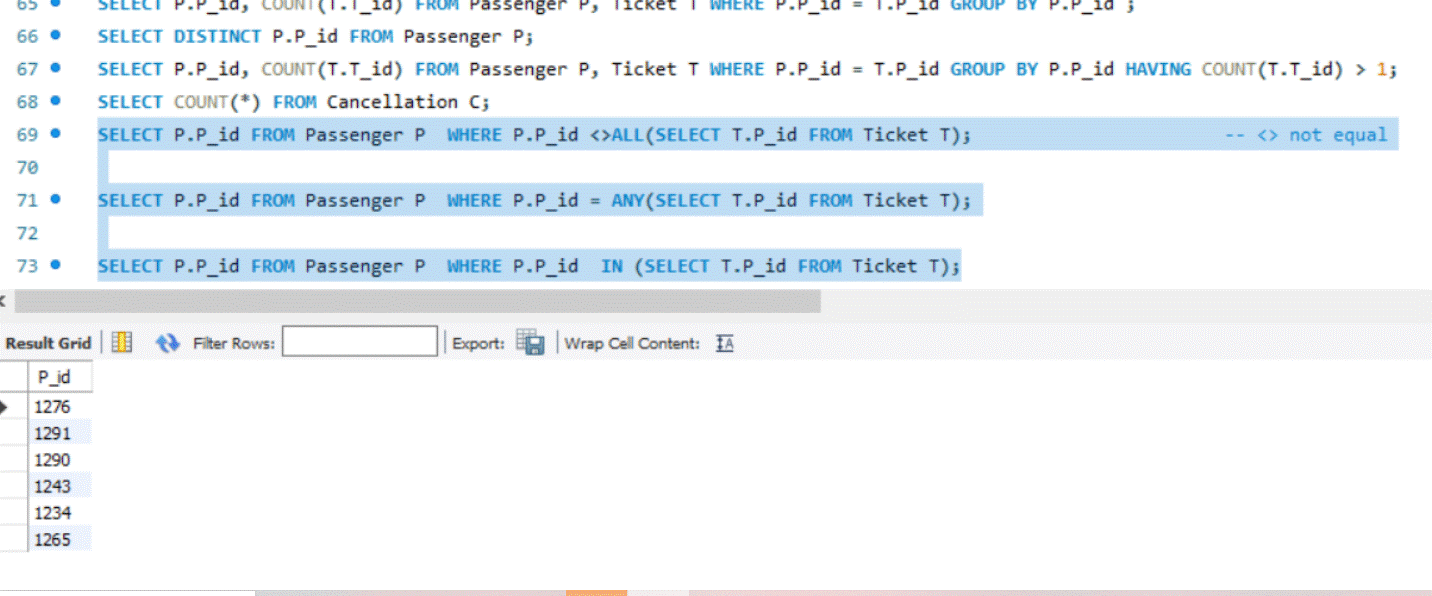 65 SELECT P.P_id, COUNT(T.T_id) FROM Passenger P, Ticket T WHERE P.P_id = T.P_id GROUP BY P.P_id ;
66 SELECT DISTINCT P.P_id FROM Passenger P;
67 SELECT P.P_id, COUNT(T.T_id) FROM Passenger P, Ticket T WHERE P.P_id = T.P_id GROUP BY P.P_id HAVING COUNT(T.T_id) > 1;
68 SELECT COUNT(*) FROM Cancellation C;
69 SELECT P.P_id FROM Passenger P  WHERE P.P_id <>ALL(SELECT T.P_id FROM Ticket T); -- <> not equal
70
71 SELECT P.P_id FROM Passenger P  WHERE P.P_id = ANY(SELECT T.P_id FROM Ticket T);
72
73 SELECT P.P_id FROM Passenger P  WHERE P.P_id  IN (SELECT T.P_id FROM Ticket T);
Result Grid Filter Rows: Export: Wrap Cell Content: IA
P_id
1276
1291
1290
1243
1234
1265